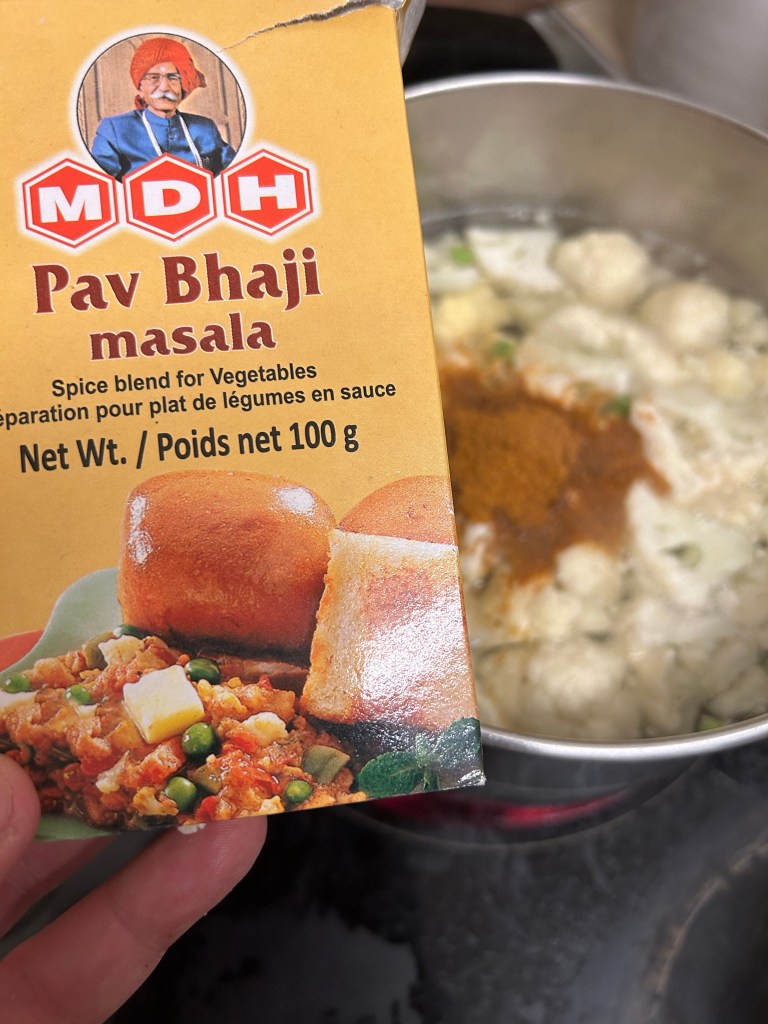 MDH
Pav Bhaji
masala
Spice blend for Vegetables
éparation pour plat de légumes en sauce
Net Wt. / Poids net 100 g